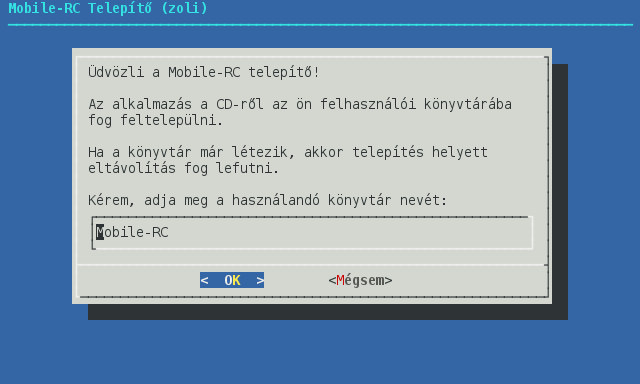 Mobile-RC Telepítő (zoli)
Üdvözli a Mobile-RC telepítő!
Az alkalmazás a CD-ről az ön felhasználói könyvtárába
fog feltelepülni.
Ha a könyvtár már létezik, akkor telepítés helyett
eltávolítás fog lefutni.
Kérem, adja meg a használandó könyvtár nevét:
Mobile-RC
<  OK  > <Mégsem>